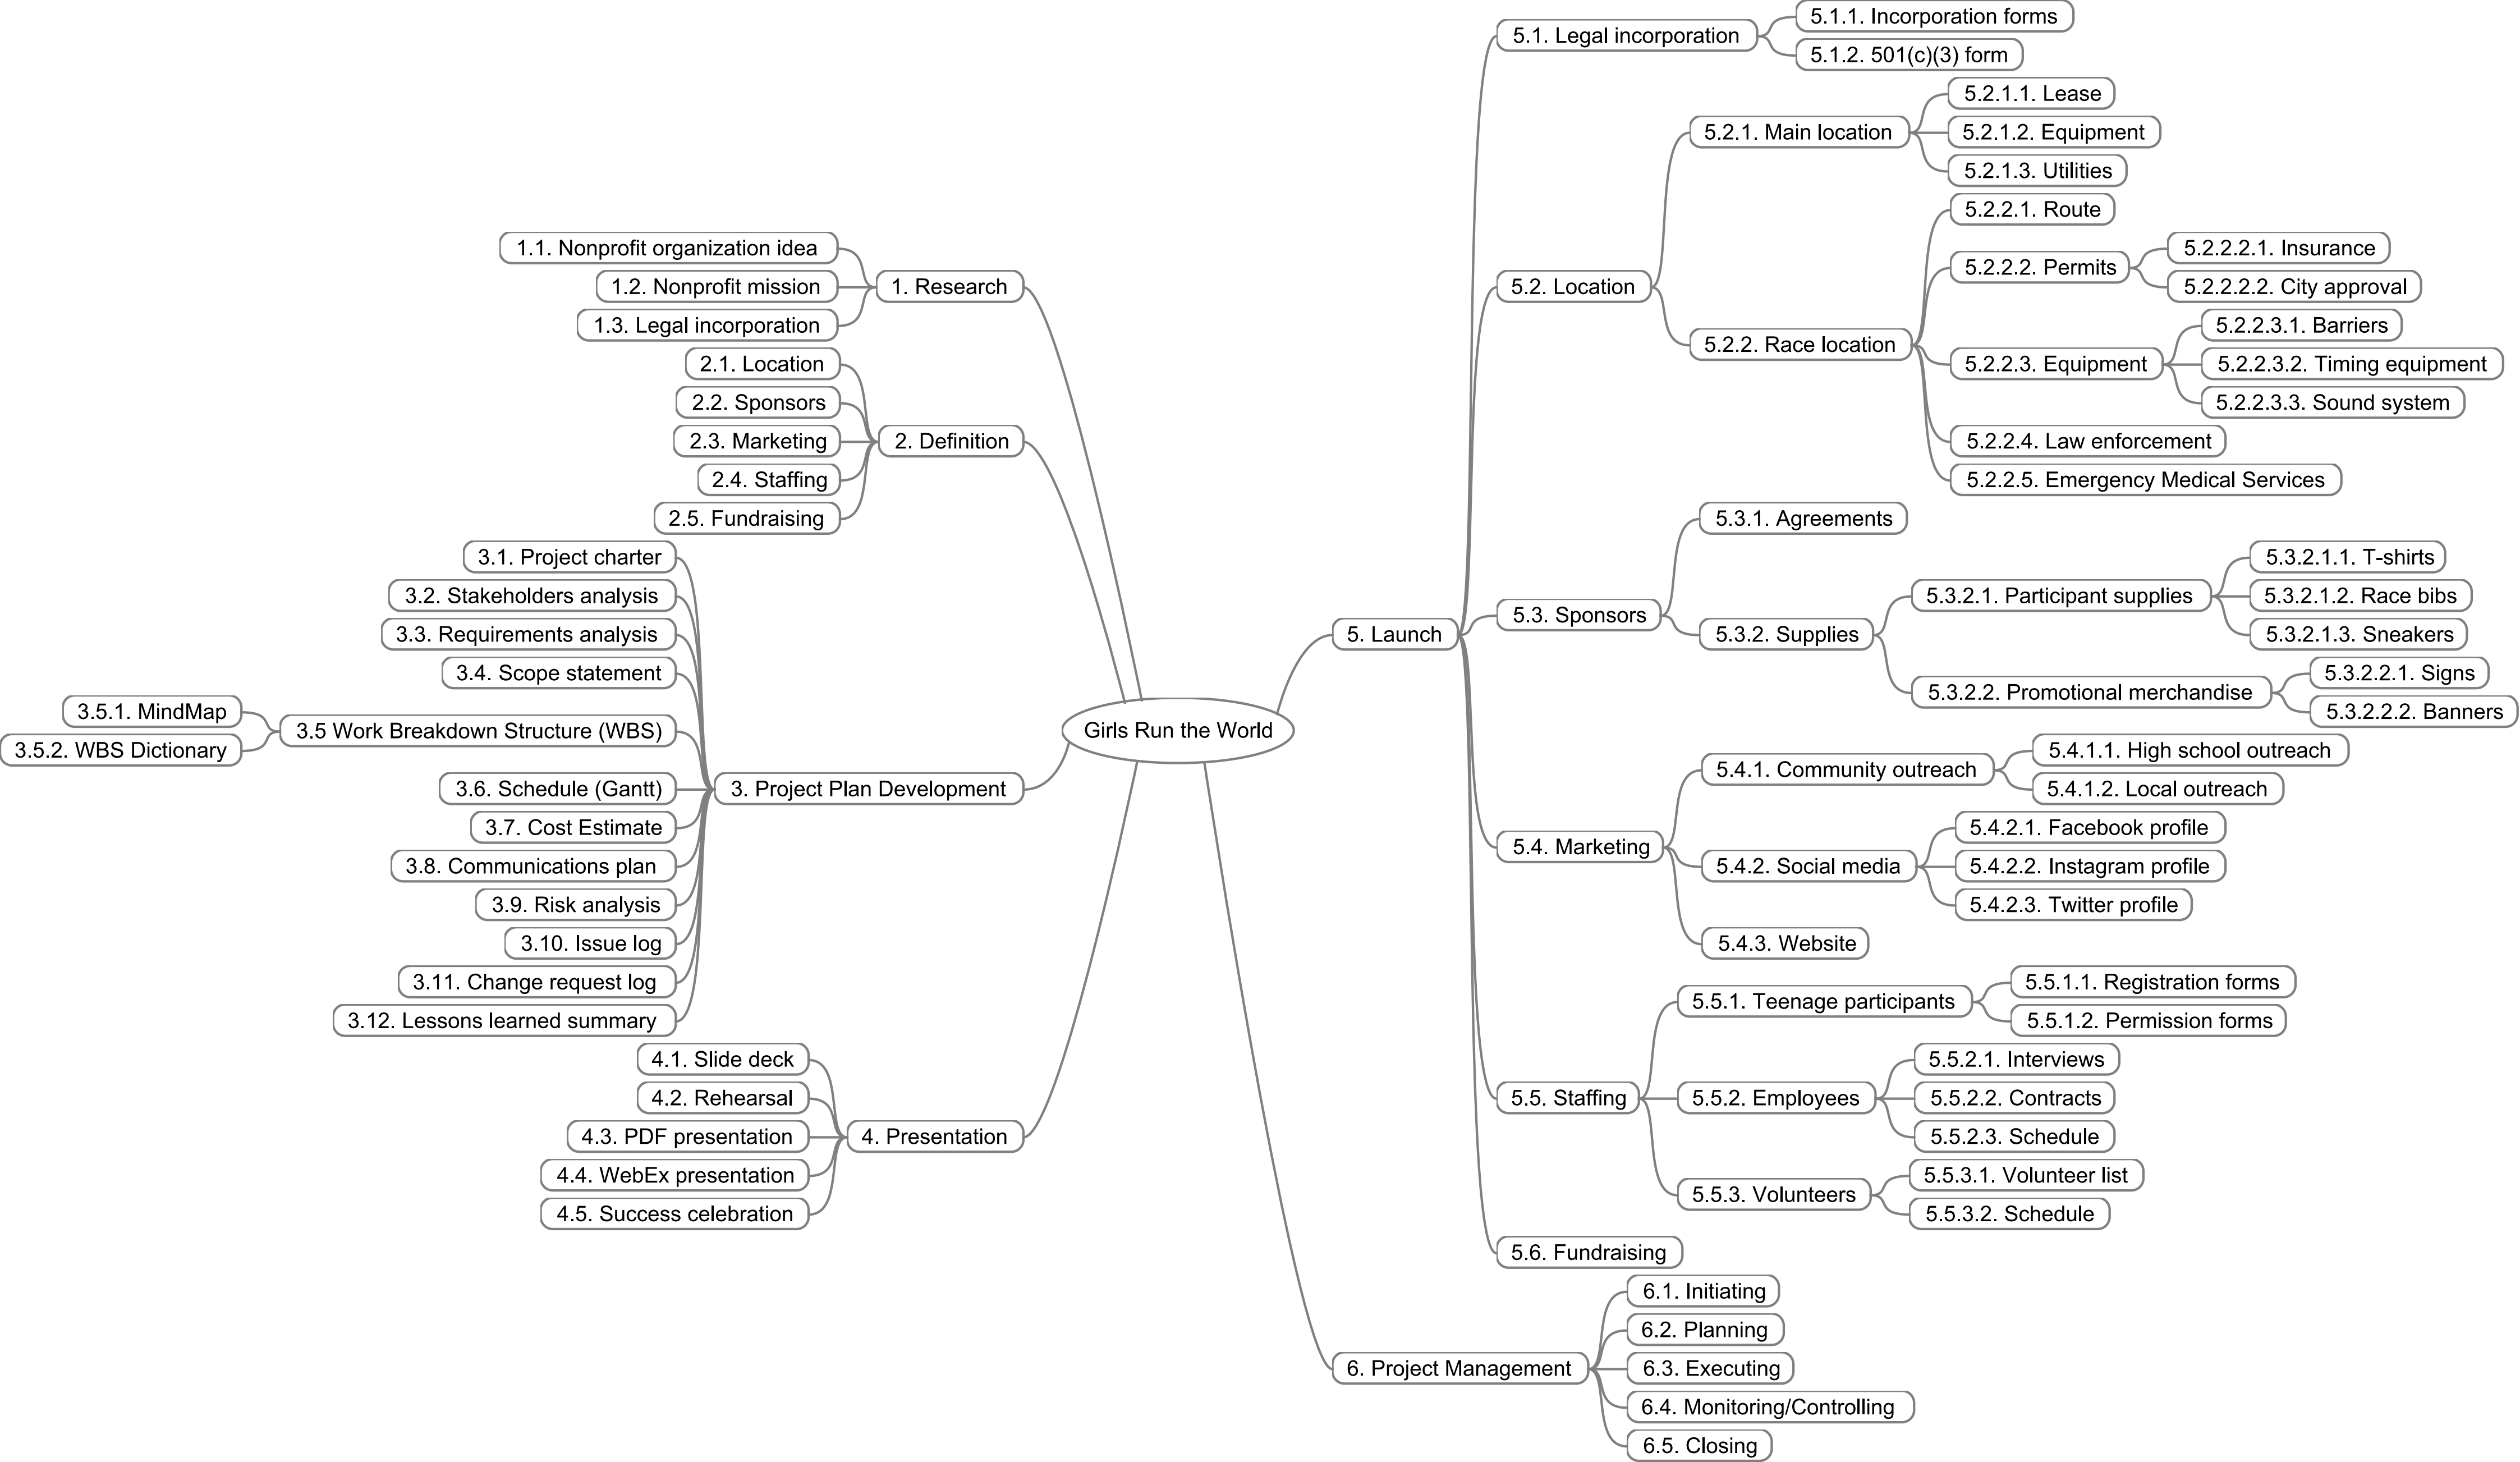 Girls Run the World
1. Research
1.1. Nonprofit organization idea
1.2. Nonprofit mission
1.3. Legal incorporation
2. Definition
2.1. Location
2.2. Sponsors
2.3. Marketing
2.4. Staffing
2.5. Fundraising
3. Project Plan Development
3.1. Project charter
3.2. Stakeholders analysis
3.3. Requirements analysis
3.4. Scope statement
3.5 Work Breakdown Structure (WBS)
3.5.1. MindMap
3.5.2. WBS Dictionary
3.6. Schedule (Gantt)
3.7. Cost Estimate
3.8. Communications plan
3.9. Risk analysis
3.10. Issue log
3.11. Change request log
3.12. Lessons learned summary
4. Presentation
4.1. Slide deck
4.2. Rehearsal
4.3. PDF presentation
4.4. WebEx presentation
4.5. Success celebration
5. Launch
5.1. Legal incorporation
5.1.1. Incorporation forms
5.1.2. 501(c)(3) form
5.2. Location
5.2.1. Main location
5.2.1.1. Lease
5.2.1.2. Equipment
5.2.1.3. Utilities
5.2.2. Race location
5.2.2.1. Route
5.2.2.2. Permits
5.2.2.2.1. Insurance
5.2.2.2.2. City approval
5.2.2.3. Equipment
5.2.2.3.1. Barriers
5.2.2.3.2. Timing equipment
5.2.2.3.3. Sound system
5.2.2.4. Law enforcement
5.2.2.5. Emergency Medical Services
5.3. Sponsors
5.3.1. Agreements
5.3.2. Supplies
5.3.2.1. Participant supplies
5.3.2.1.1. T-shirts
5.3.2.1.2. Race bibs
5.3.2.1.3. Sneakers
5.3.2.2. Promotional merchandise
5.3.2.2.1. Signs
5.3.2.2.2. Banners
5.4. Marketing
5.4.1. Community outreach
5.4.1.1. High school outreach
5.4.1.2. Local outreach
5.4.2. Social media
5.4.2.1. Facebook profile
5.4.2.2. Instagram profile
5.4.2.3. Twitter profile
5.4.3. Website
5.5. Staffing
5.5.1. Teenage participants
5.5.1.1. Registration forms
5.5.1.2. Permission forms
5.5.2. Employees
5.5.2.1. Interviews
5.5.2.2. Contracts
5.5.2.3. Schedule
5.5.3. Volunteers
5.5.3.1. Volunteer list
5.5.3.2. Schedule
5.6. Fundraising
6. Project Management
6.1. Initiating
6.2. Planning
6.3. Executing
6.4. Monitoring/Controlling
6.5. Closing